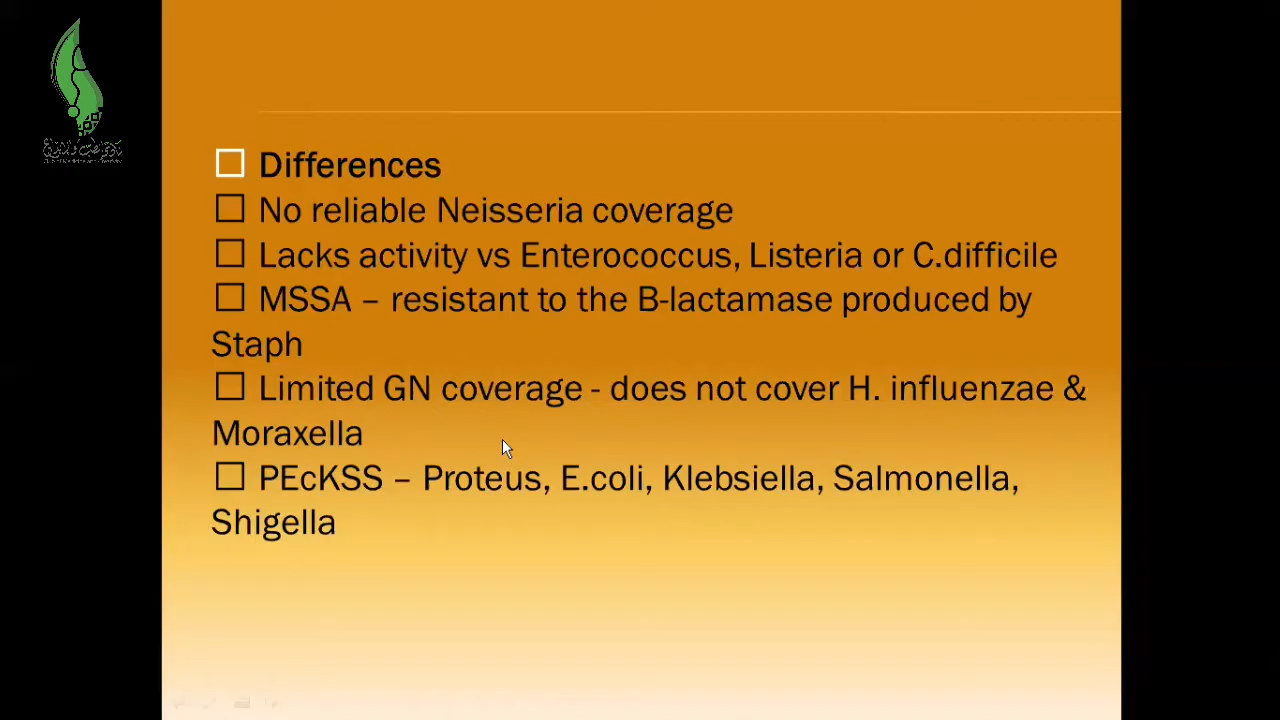 Differences
No reliable Neisseria coverage
Lacks activity vs Enterococcus, Listeria or C.difficile
MSSA – resistant to the B-lactamase produced by
Staph
Limited GN coverage - does not cover H. influenzae &
Moraxella
PEcKSS – Proteus, E.coli, Klebsiella, Salmonella,
Shigella